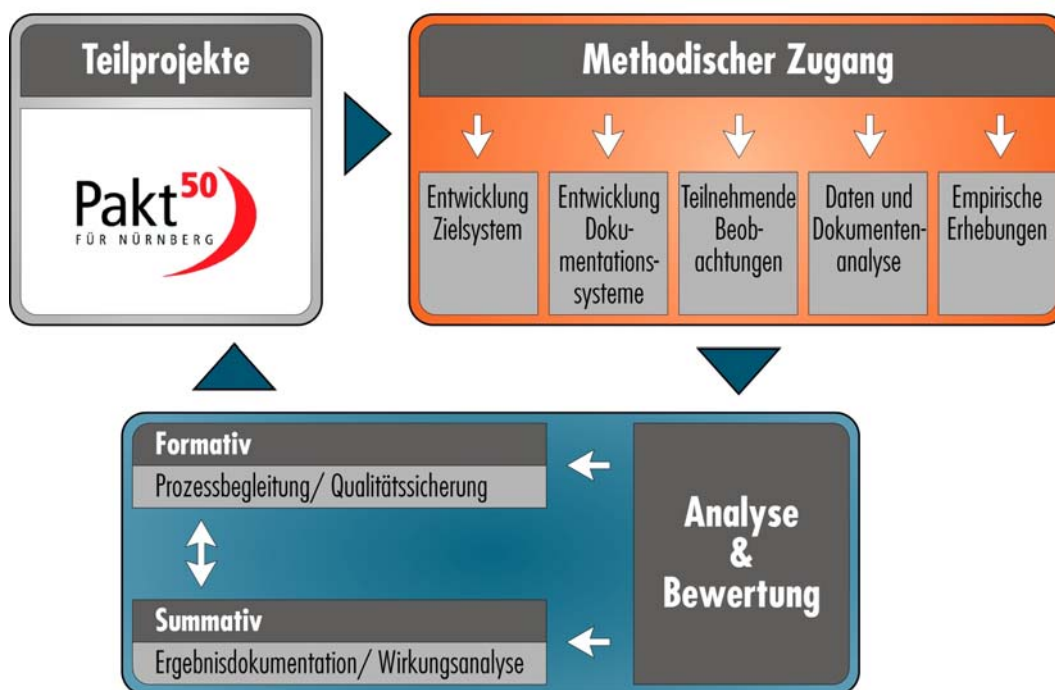 Teilprojekte
Pakt50
FÜR NÜRNBERG
Methodischer Zugang
Entwicklung
Zielsystem
Entwicklung
Doku-
mentations-
systeme
Teilnehmende
Beob-
achtungen
Daten und
Dokumenten-
analyse
Empirische
Erhebungen
Formativ
Prozessbegleitung/ Qualitätssicherung
Summativ
Ergebnisdokumentation/ Wirkungsanalyse
Analyse
&
Bewertung